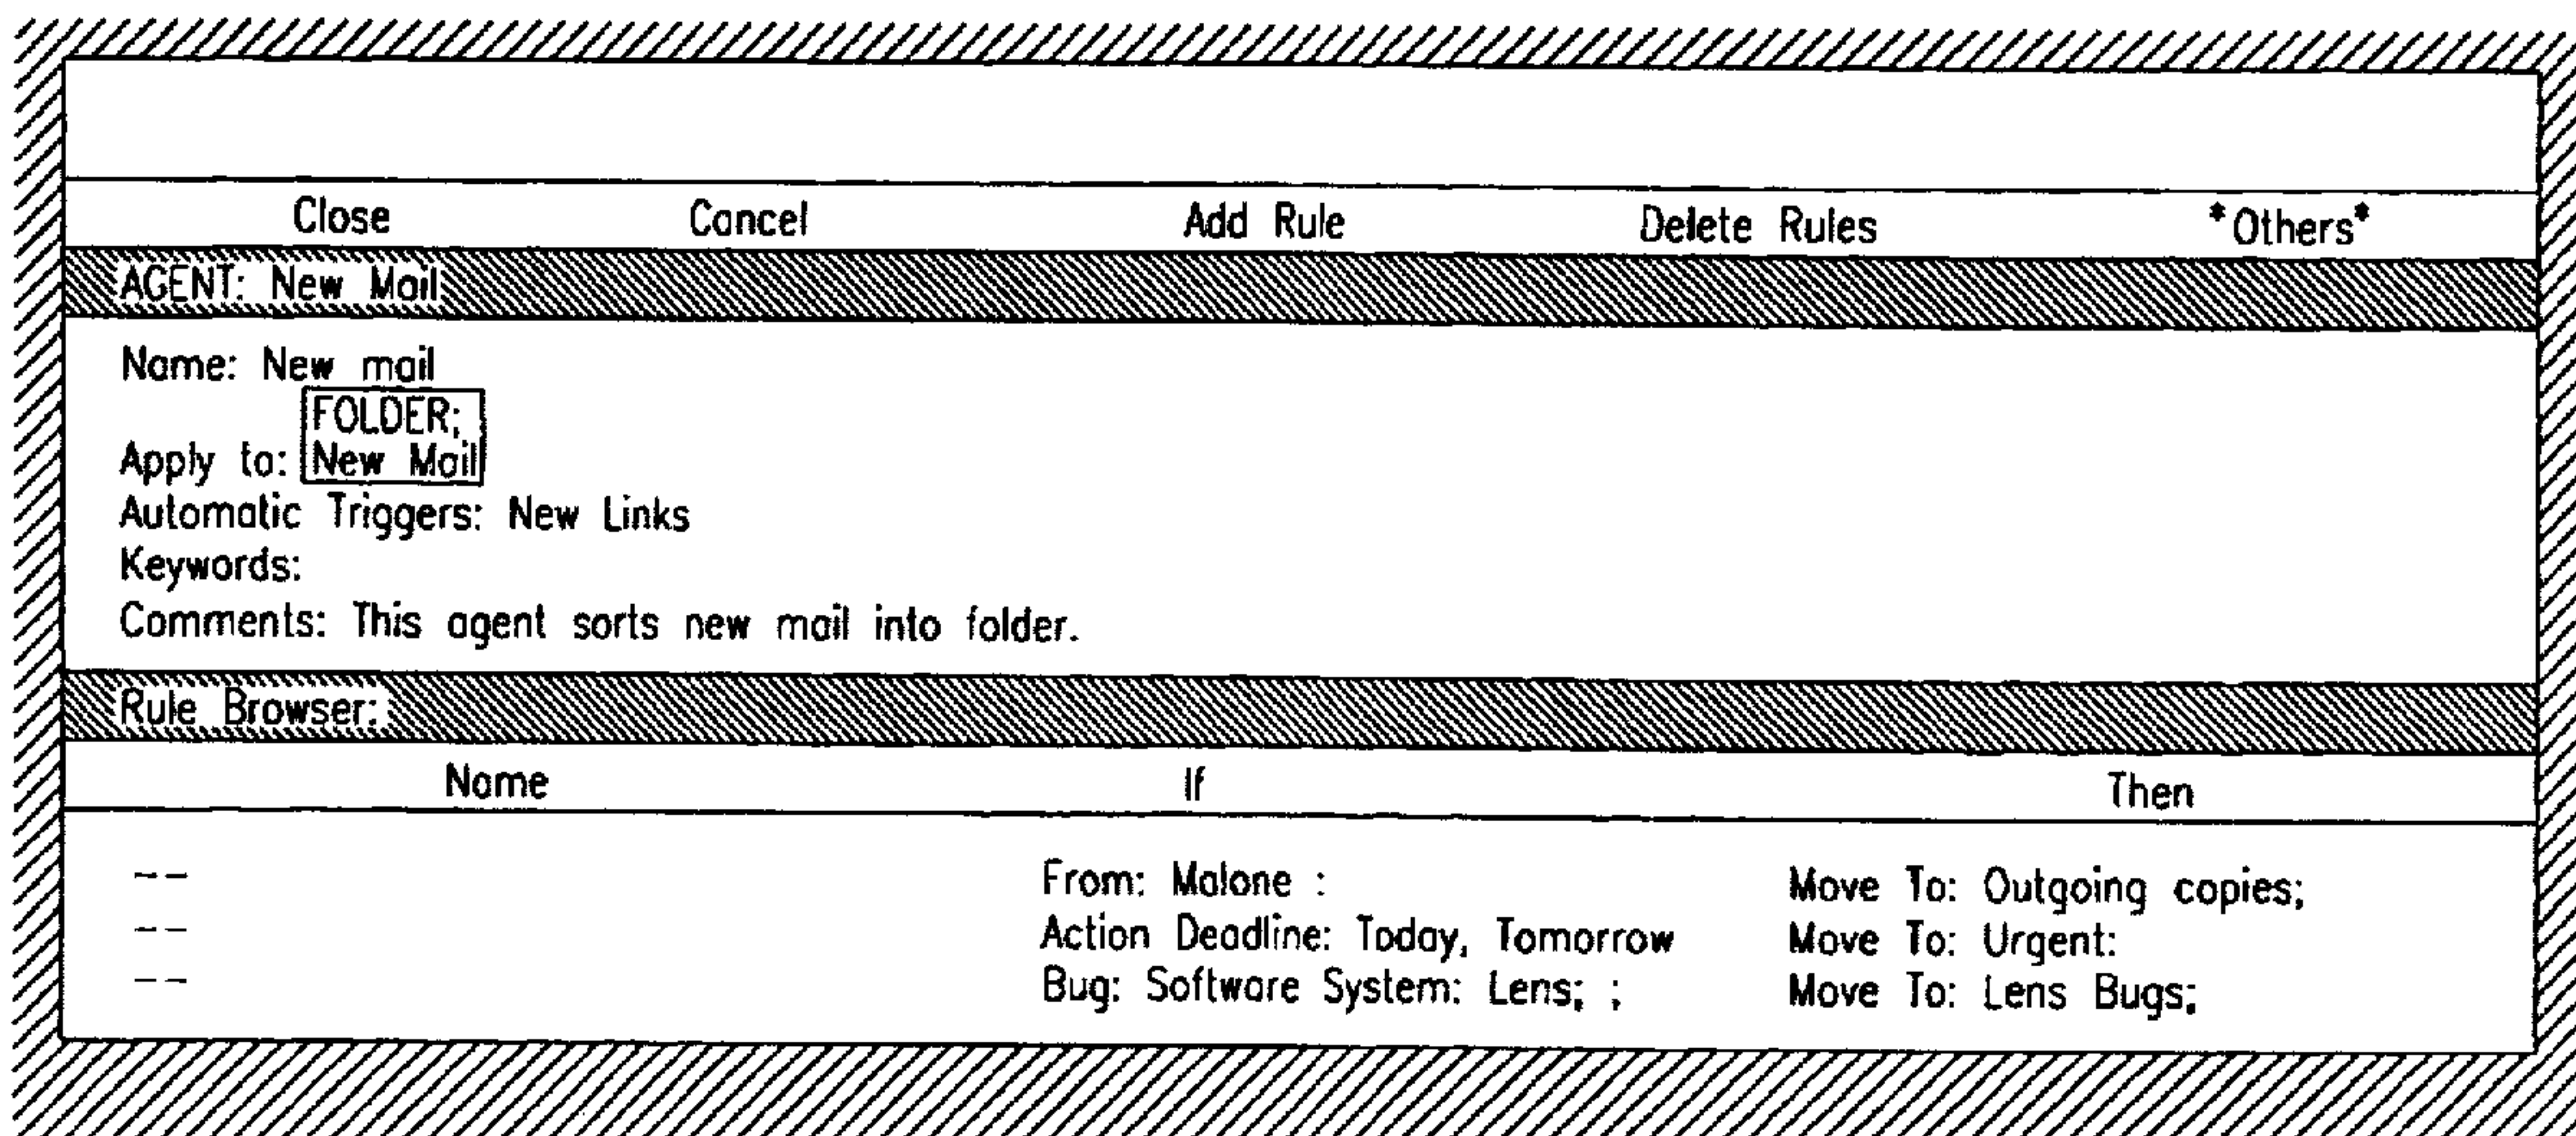 Close Cancel Add Rule Delete Rules *Others*
AGENT: New Mail
Name: New mail
FOLDER;
Apply to: New Mail
Automatic Triggers: New Links
Keywords:
Comments: This agent sorts new mail into folder.
Rule Browser:
Name If Then
-- From: Malone : Move To: Outgoing copies;
-- Action Deadline: Today, Tomorrow Move To: Urgent:
-- Bug: Software System: Lens; ; Move To: Lens Bugs;